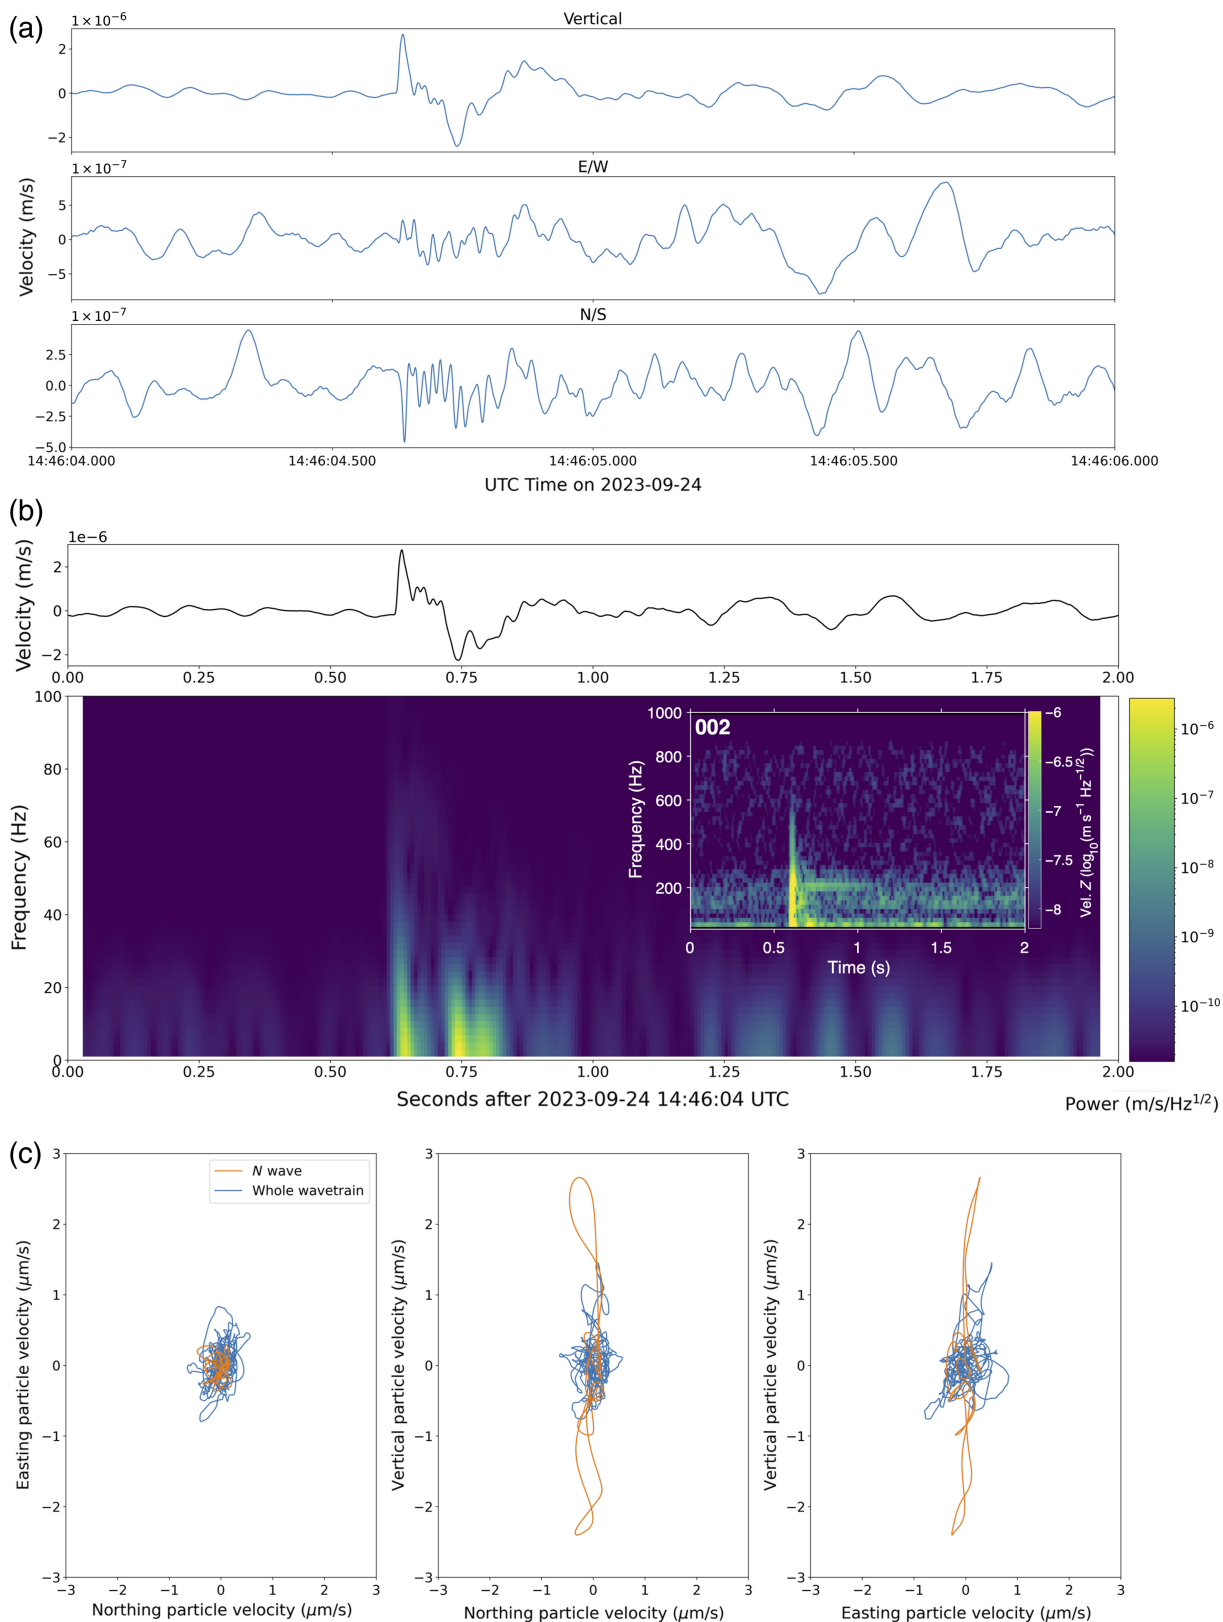 (a)
1 × 10⁻⁶
Vertical
2
0
−2
1 × 10⁻⁷
E/W
5
0
−5
Velocity (m/s)
1 × 10⁻⁷
N/S
2.5
0.0
−2.5
−5.0
14:46:04.000 14:46:04.500 14:46:05.000 14:46:05.500 14:46:06.000
UTC Time on 2023-09-24
(b)
1e−6
2
0
−2
Velocity (m/s)
0.00 0.25 0.50 0.75 1.00 1.25 1.50 1.75 2.00
100
80
60
40
20
0
Frequency (Hz)
002
1000
800
600
400
200
Frequency (Hz)
0 0.5 1 1.5 2
Time (s)
−6
−6.5
−7
−7.5
−8
Vel. Z (log₁₀(m s⁻¹ Hz⁻¹ᐟ²))
10⁻⁶
10⁻⁷
10⁻⁸
10⁻⁹
10⁻¹⁰
0.00 0.25 0.50 0.75 1.00 1.25 1.50 1.75 2.00
Seconds after 2023-09-24 14:46:04 UTC
Power (m/s/Hz¹ᐟ²)
(c)
N wave
Whole wavetrain
3
2
1
0
−1
−2
−3
Easting particle velocity (μm/s)
−3 −2 −1 0 1 2 3
Northing particle velocity (μm/s)
3
2
1
0
−1
−2
−3
Vertical particle velocity (μm/s)
−3 −2 −1 0 1 2 3
Northing particle velocity (μm/s)
3
2
1
0
−1
−2
−3
Vertical particle velocity (μm/s)
−3 −2 −1 0 1 2 3
Easting particle velocity (μm/s)